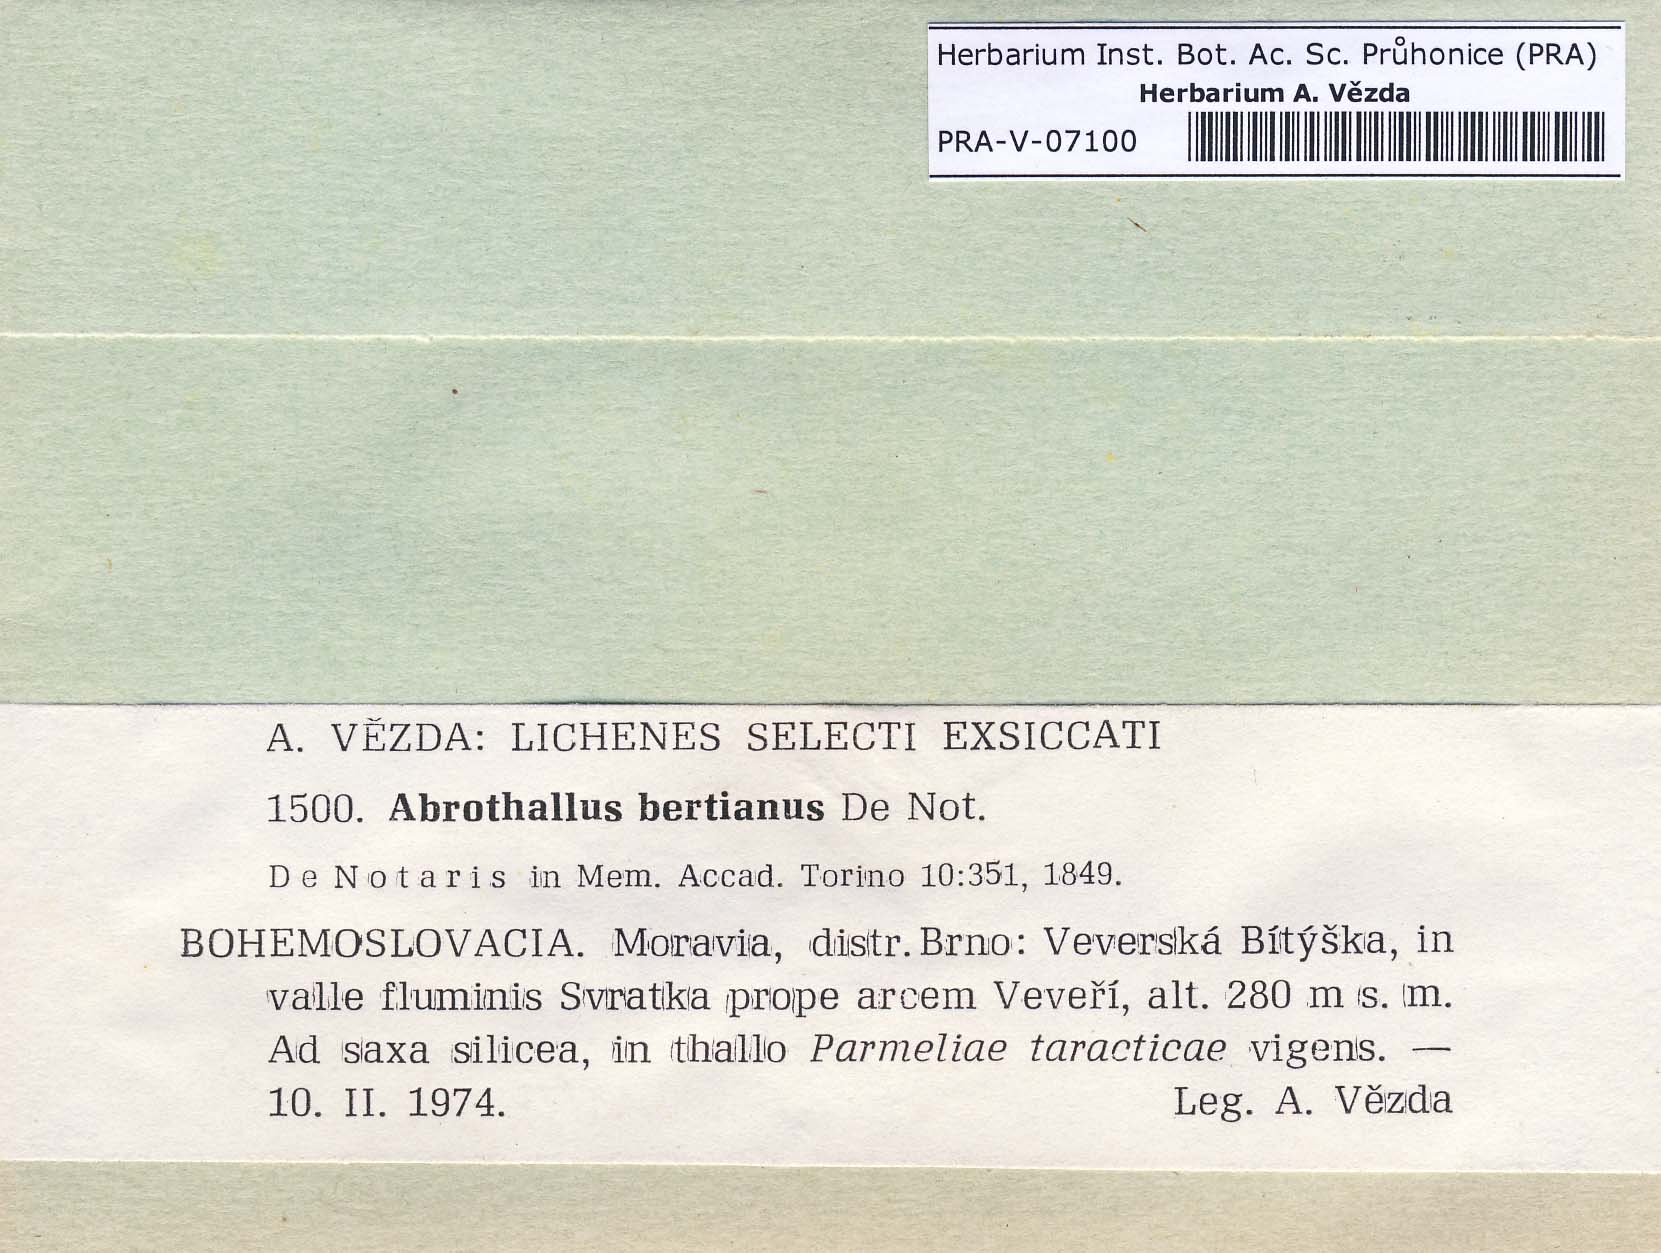 Herbarium Inst. Bot. Ac. Sc. Průhonice (PRA)
Herbarium A. Vězda
PRA-V-07100
A. VĚZDA: LICHENES SELECTI EXSICCATI
1500. Abrothallus bertianus De Not.
De Notaris in Mem. Accad. Torino 10:351, 1849.
BOHEMOSLOVACIA. Moravia, distr. Brno: Veverská Bítýška, in
valle fluminis Svratka prope arcem Veveří, alt. 280 m s. m.
Ad saxa silicea, in thallo Parmeliae taracticae vigens. —
10. II. 1974. Leg. A. Vězda